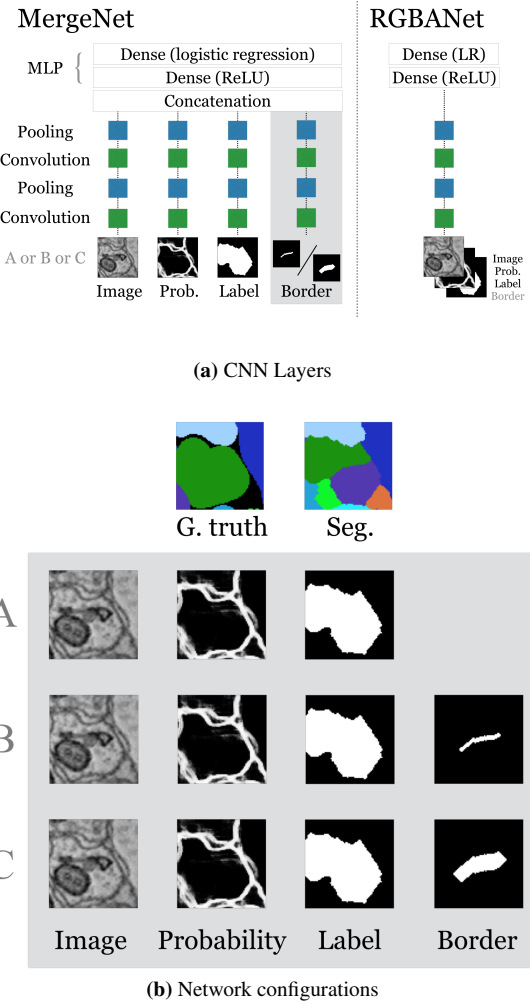 MergeNet
RGBANet
MLP {
Dense (logistic regression)
Dense (ReLU)
Concatenation
Dense (LR)
Dense (ReLU)
Pooling
Convolution
Pooling
Convolution
A or B or C
Image
Prob.
Label
Border
Image
Prob.
Label
Border
(a) CNN Layers
G. truth
Seg.
A
B
C
Image
Probability
Label
Border
(b) Network configurations